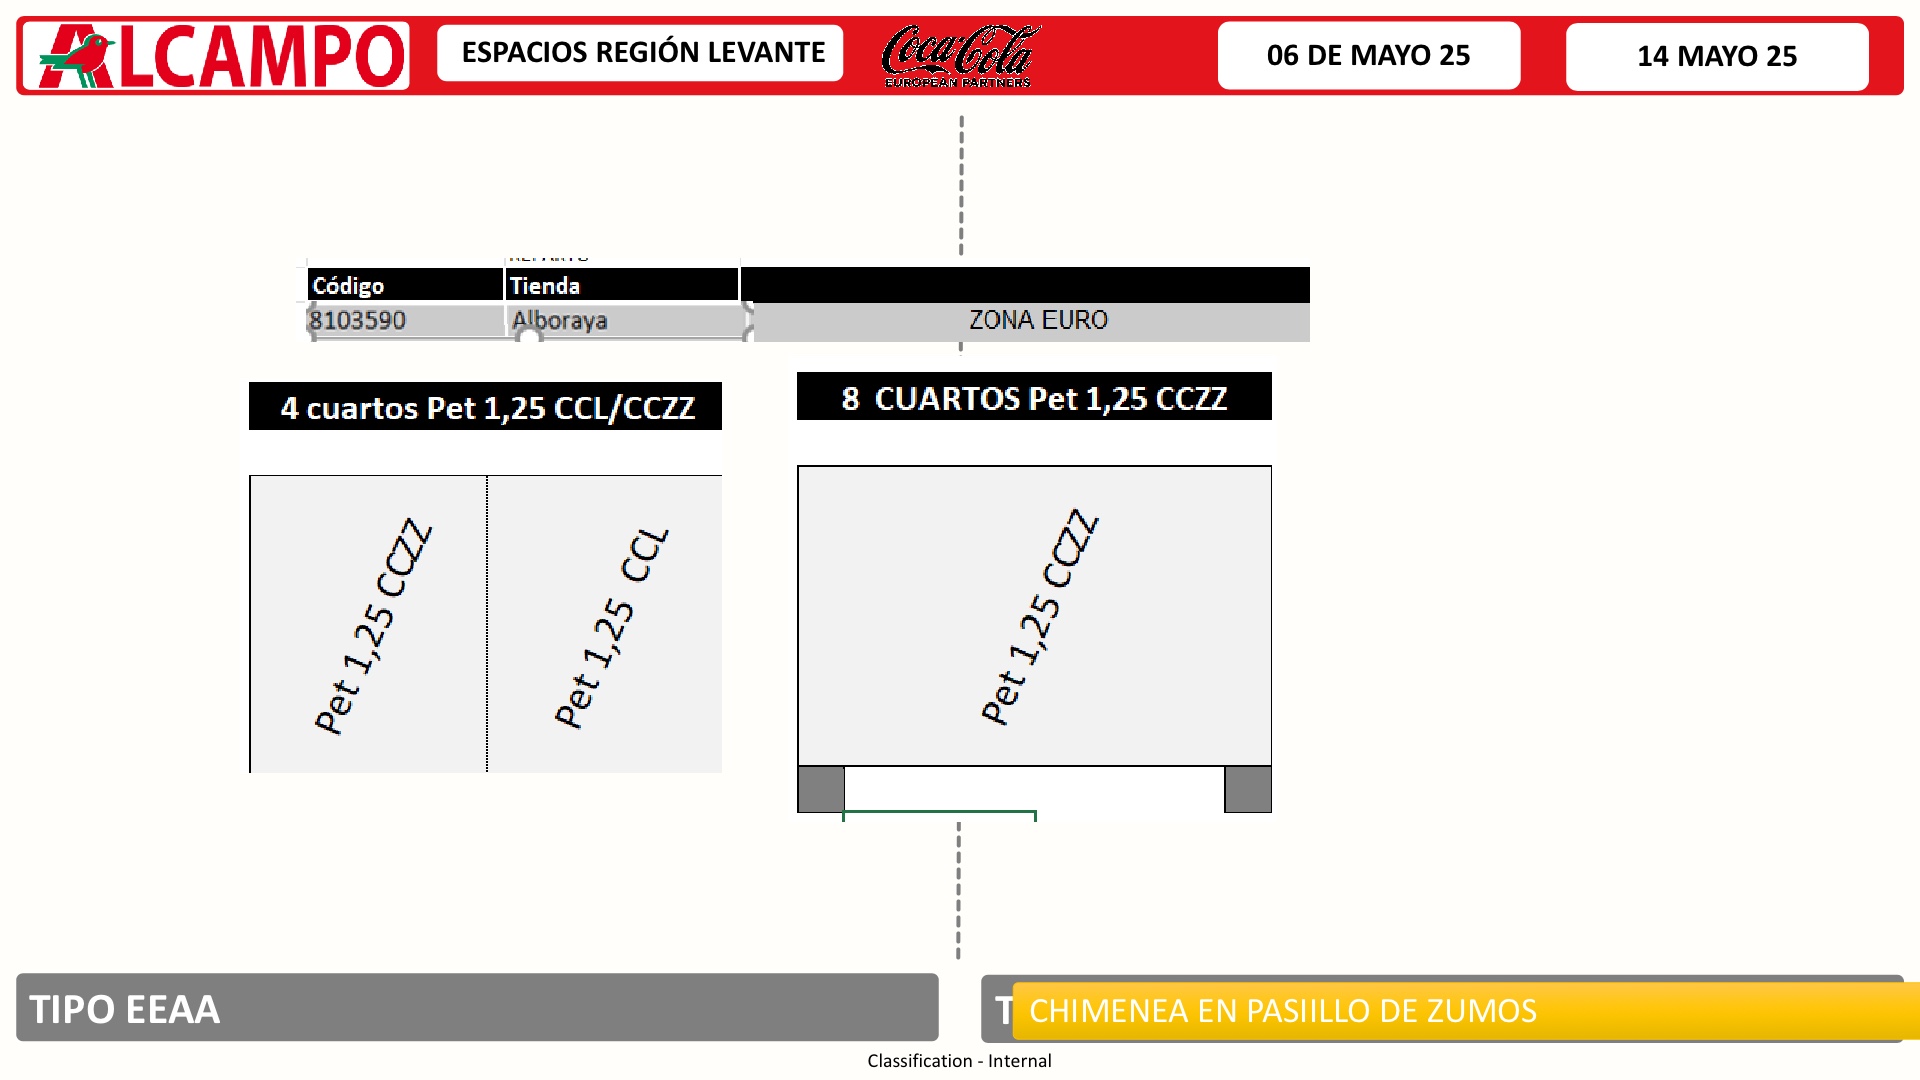 ALCAMPO
ESPACIOS REGIÓN LEVANTE
Coca-Cola
EUROPEAN PARTNERS
06 DE MAYO 25
14 MAYO 25
Código Tienda
8103590 Alboraya ZONA EURO
4 cuartos Pet 1,25 CCL/CCZZ
8 CUARTOS Pet 1,25 CCZZ
Pet 1,25 CCZZ
Pet 1,25 CCL
Pet 1,25 CCZZ
TIPO EEAA
T
CHIMENEA EN PASIILLO DE ZUMOS
Classification - Internal